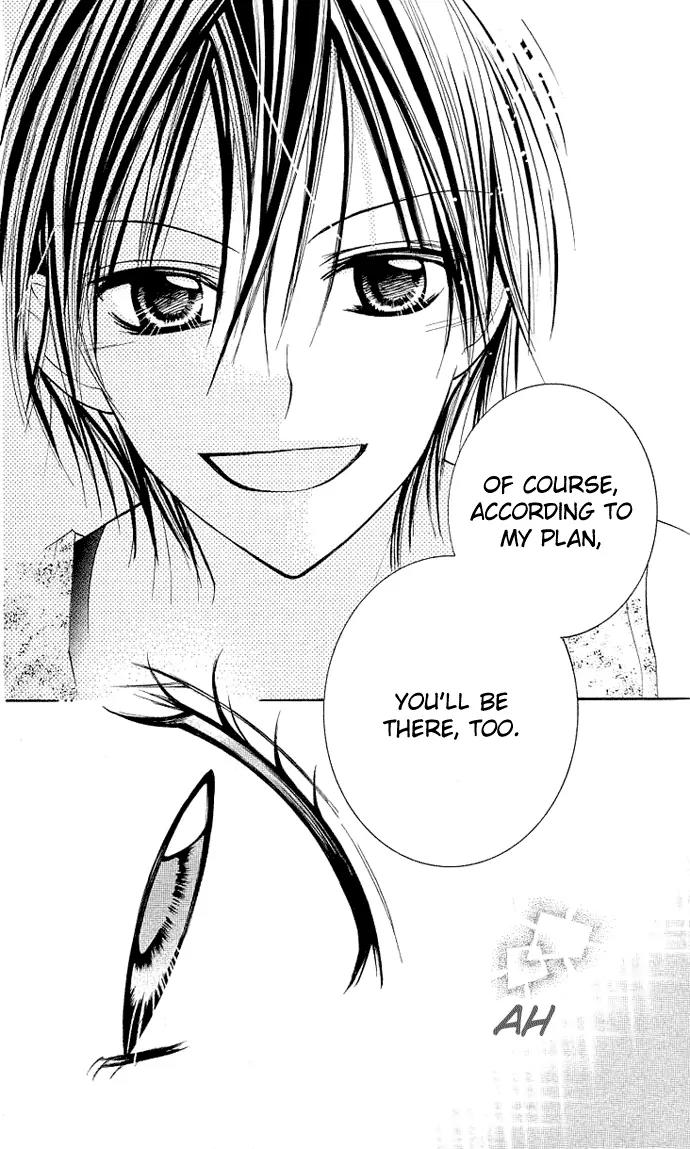 OF COURSE,
ACCORDING TO
MY PLAN,
YOU'LL BE
THERE, TOO.
AH